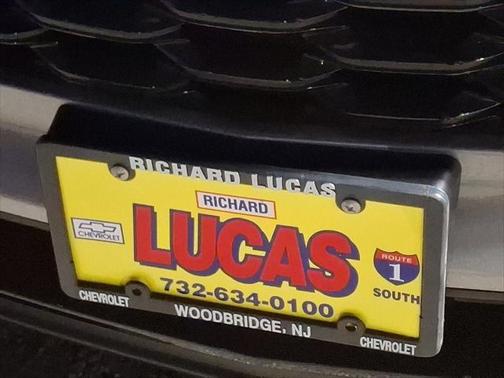 RICHARD LUCAS
RICHARD
LUCAS
CHEVROLET
ROUTE
1
SOUTH
732-634-0100
CHEVROLET
WOODBRIDGE, NJ
CHEVROLET